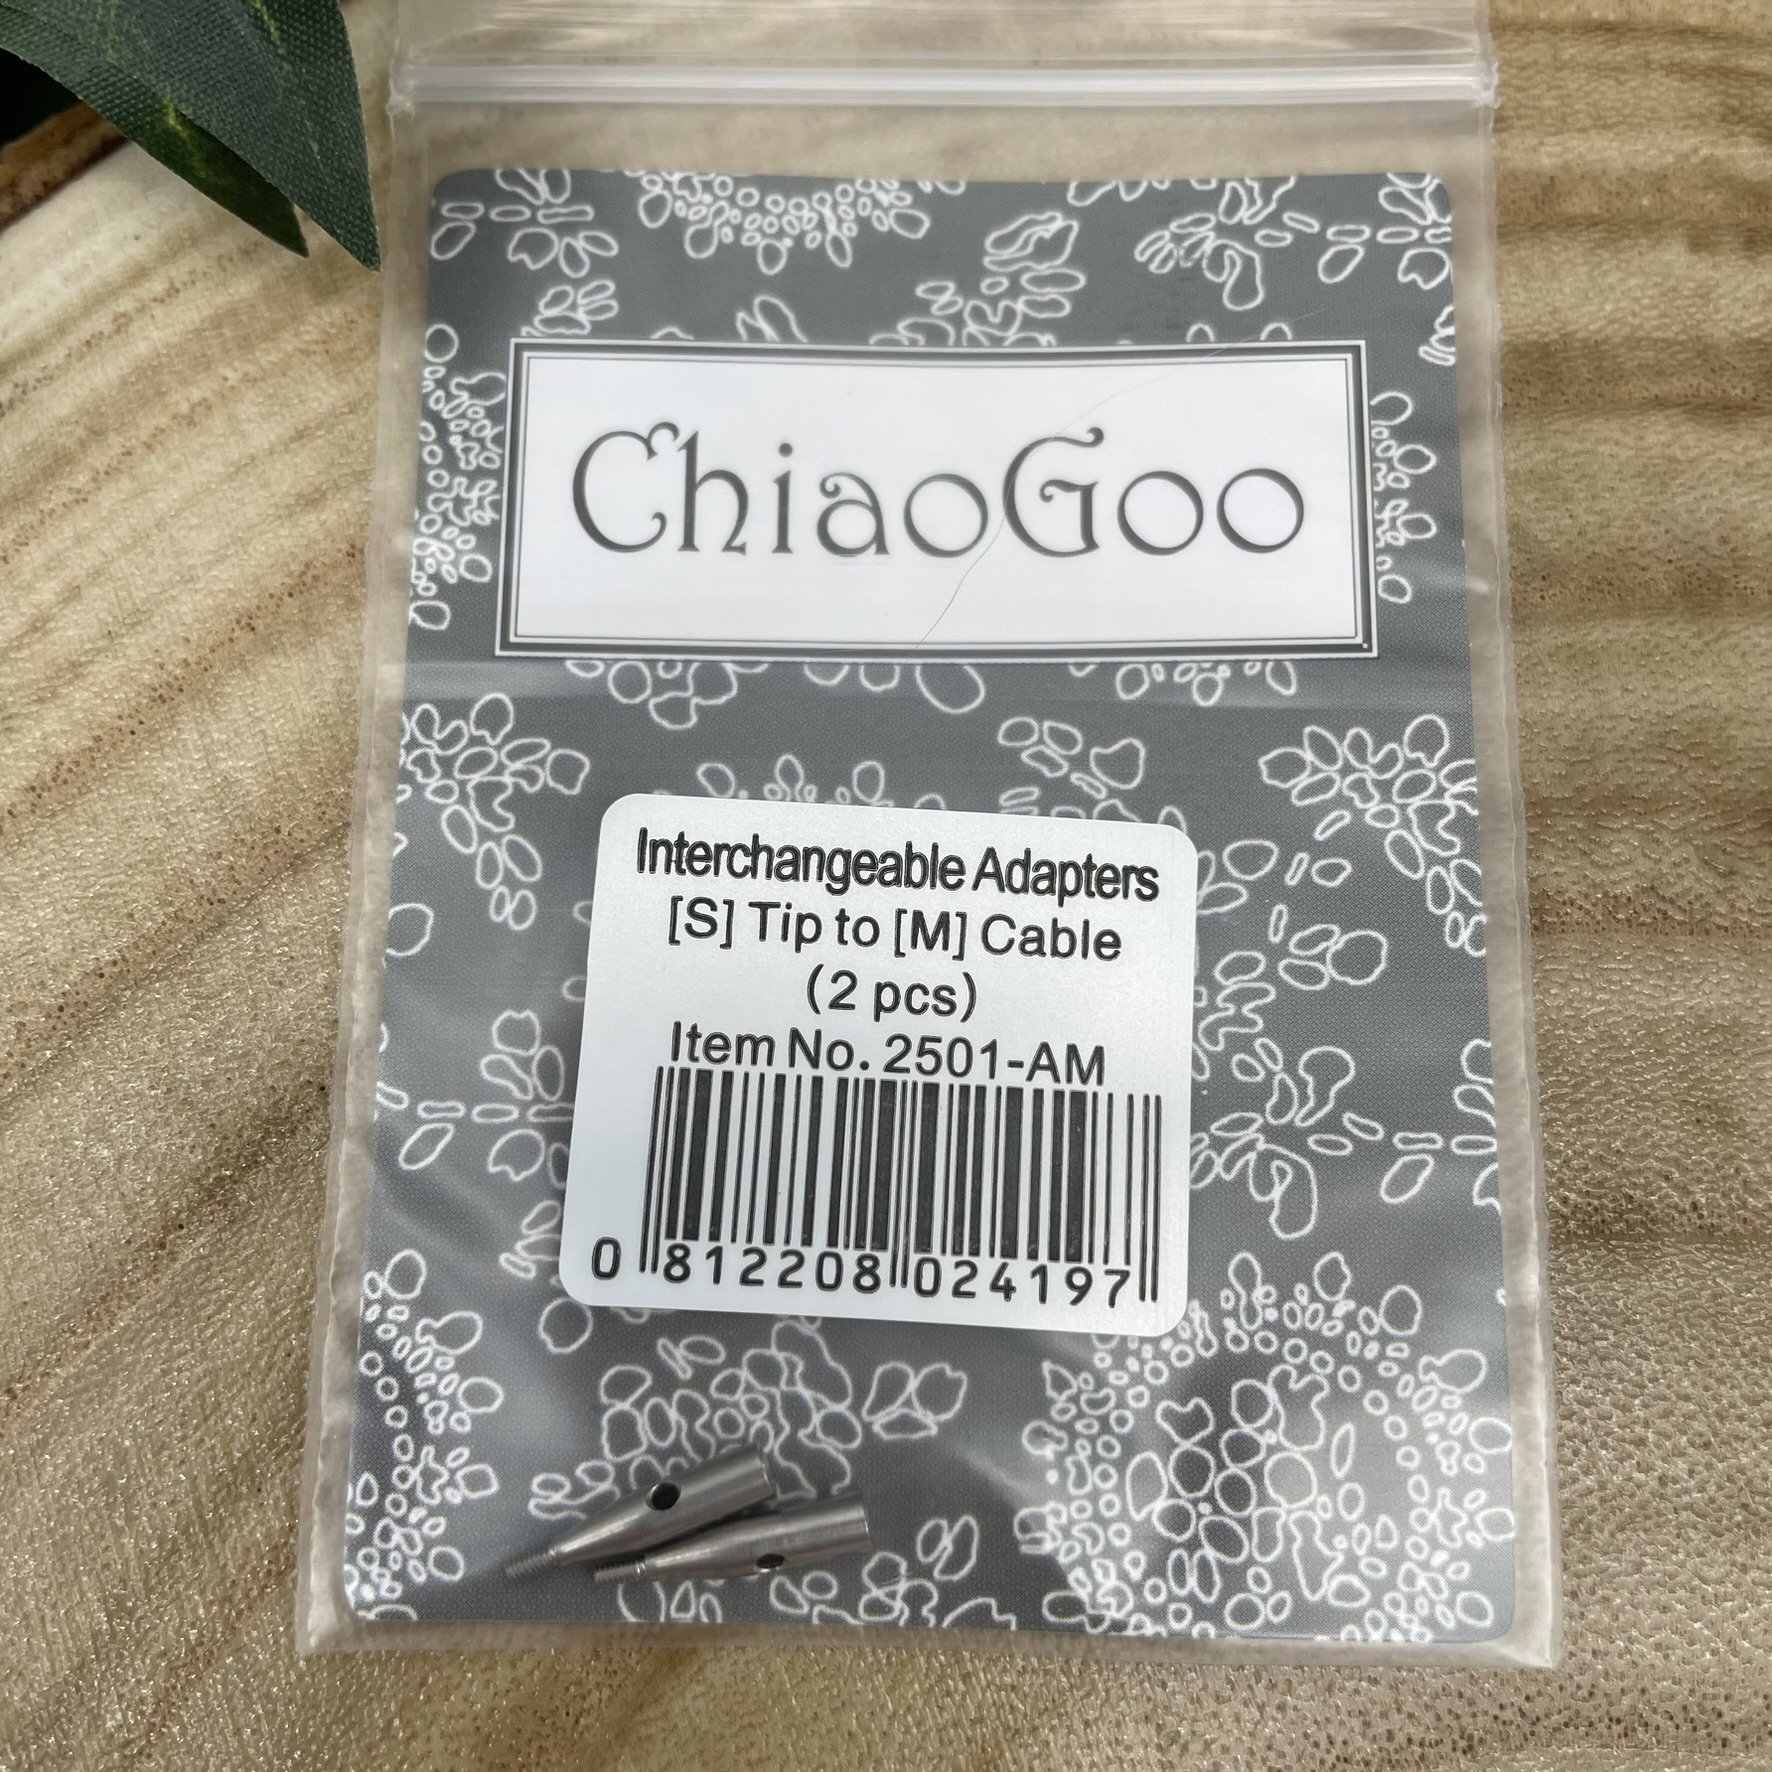 ChiaoGoo
Interchangeable Adapters
[S] Tip to [M] Cable
(2 pcs)
Item No. 2501-AM
0 812208 024197